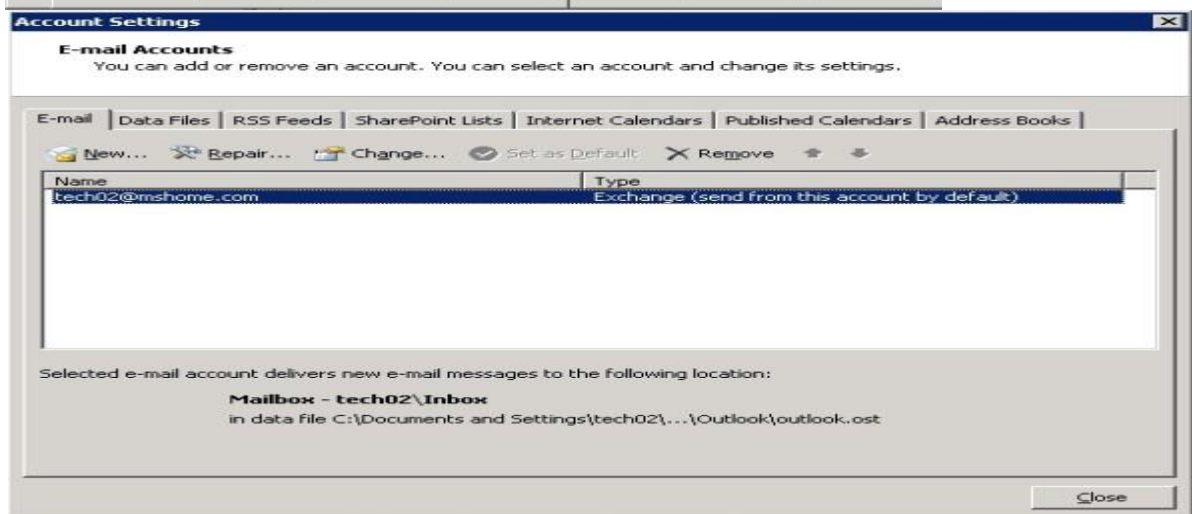 Account Settings
E-mail Accounts
You can add or remove an account. You can select an account and change its settings.
E-mail Data Files RSS Feeds SharePoint Lists Internet Calendars Published Calendars Address Books
New... Repair... Change... Set as Default Remove
Name Type
tech02@mshome.com Exchange (send from this account by default)
Selected e-mail account delivers new e-mail messages to the following location:
Mailbox - tech02\Inbox
in data file C:\Documents and Settings\tech02\...\Outlook\outlook.ost
Close